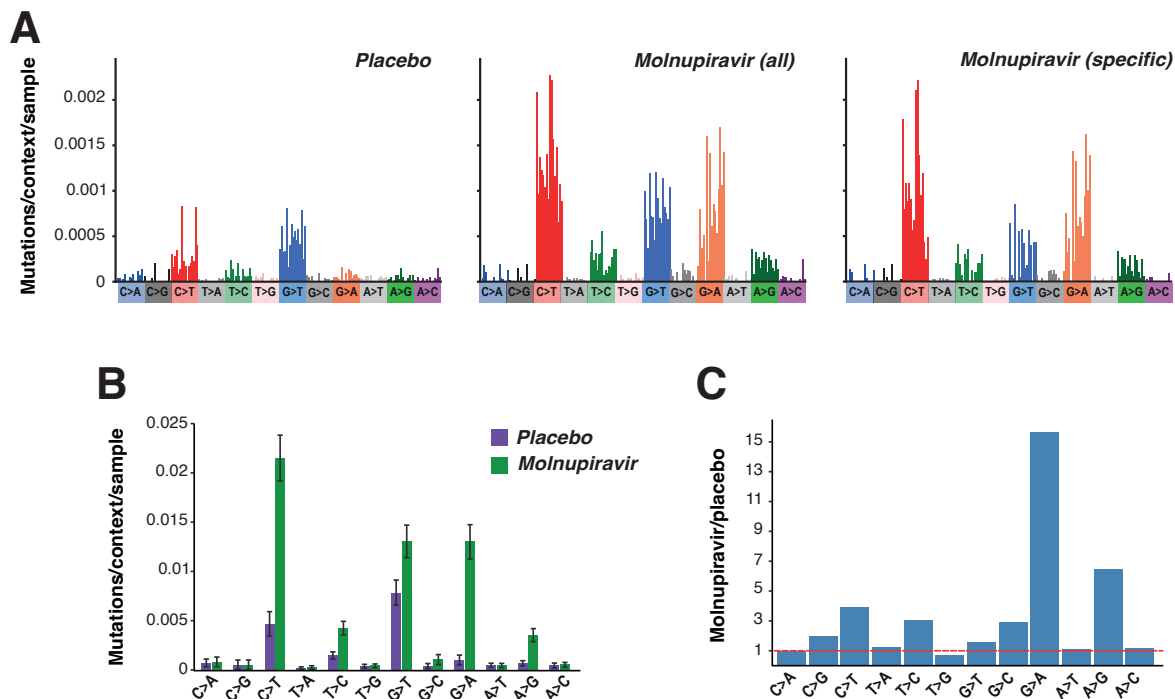 A
Placebo
Molnupiravir (all)
Molnupiravir (specific)
Mutations/context/sample
0.002
0.0015
0.001
0.0005
0
C>A C>G C>T T>A T>C T>G G>T G>C G>A A>T A>G A>C
C>A C>G C>T T>A T>C T>G G>T G>C G>A A>T A>G A>C
C>A C>G C>T T>A T>C T>G G>T G>C G>A A>T A>G A>C
B
Mutations/context/sample
0.025
0.02
0.015
0.01
0.005
0
Placebo
Molnupiravir
C>A C>G C>T T>A T>C T>G G>T G>C G>A A>T A>G A>C
C
Molnupiravir/placebo
15
13
11
9
7
5
3
1
C>A C>G C>T T>A T>C T>G G>T G>C G>A A>T A>G A>C